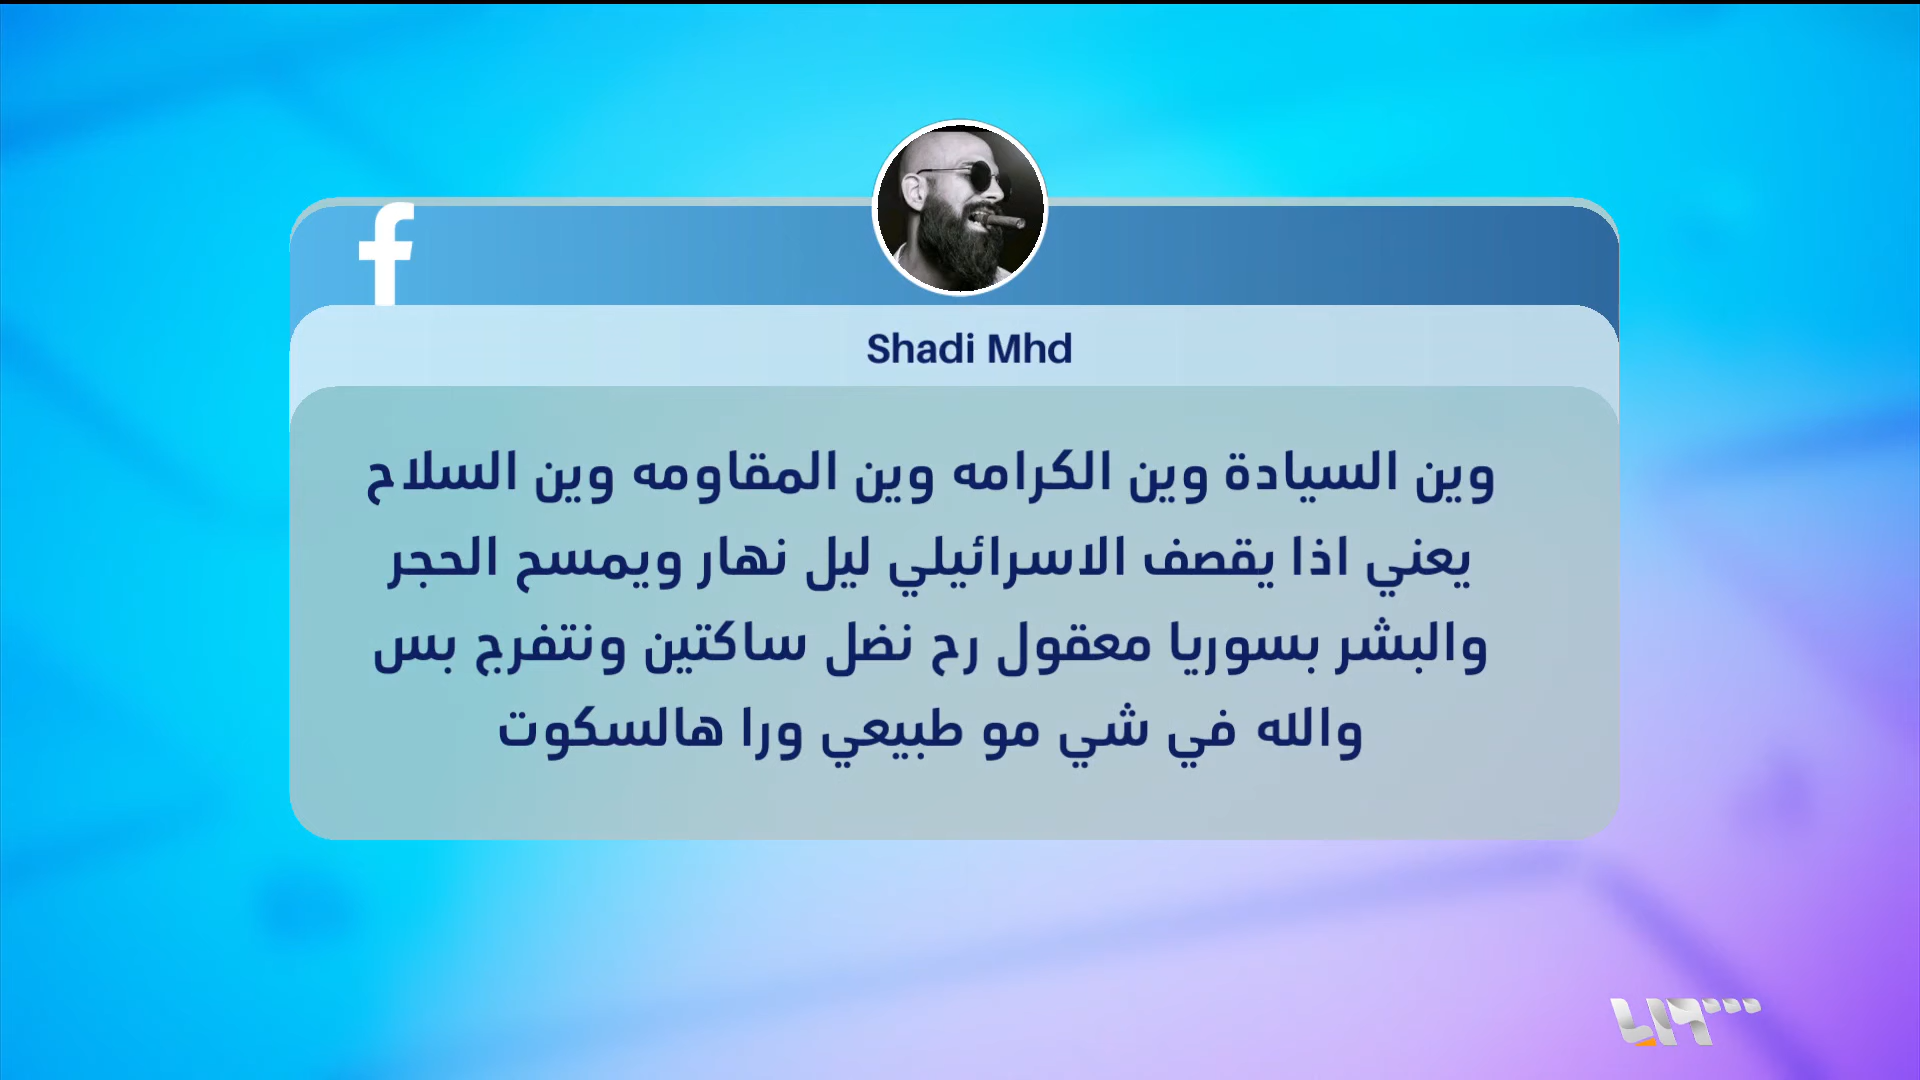 Shadi Mhd
وين السيادة وين الكرامه وين المقاومه وين السلاح
يعني اذا يقصف الاسرائيلي ليل نهار ويمسح الحجر
والبشر بسوريا معقول رح نضل ساكتين ونتفرج بس
والله في شي مو طبيعي ورا هالسكوت